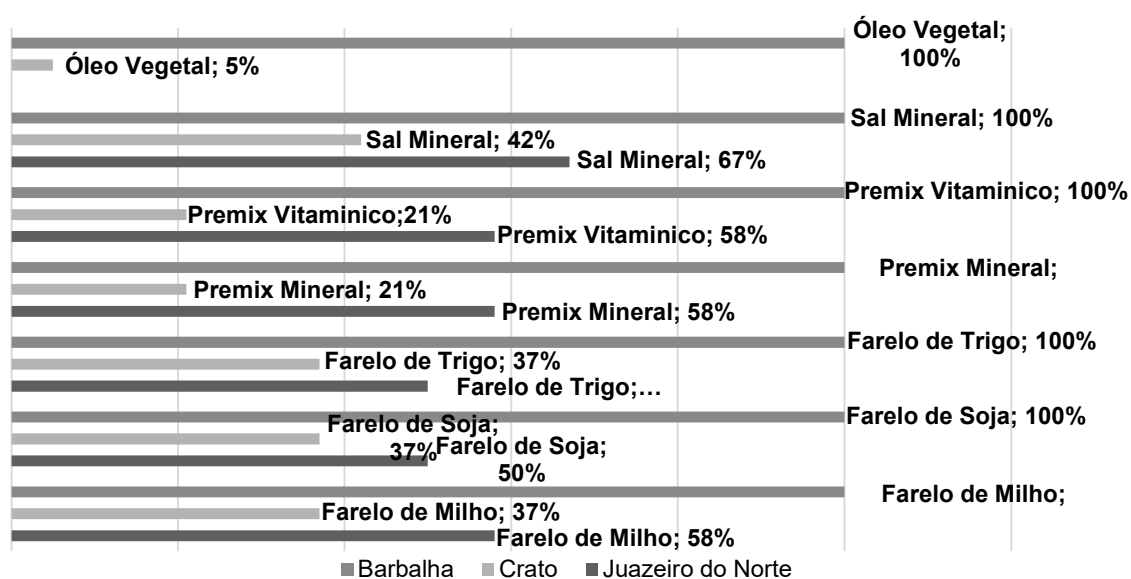 Óleo Vegetal;
100%
Óleo Vegetal; 5%
Sal Mineral; 100%
Sal Mineral; 42%
Sal Mineral; 67%
Premix Vitaminico; 100%
Premix Vitaminico;21%
Premix Vitaminico; 58%
Premix Mineral;
Premix Mineral; 21%
Premix Mineral; 58%
Farelo de Trigo; 100%
Farelo de Trigo; 37%
Farelo de Trigo;…
Farelo de Soja; 100%
Farelo de Soja;
37%
Farelo de Soja;
50%
Farelo de Milho;
Farelo de Milho; 37%
Farelo de Milho; 58%
Barbalha Crato Juazeiro do Norte